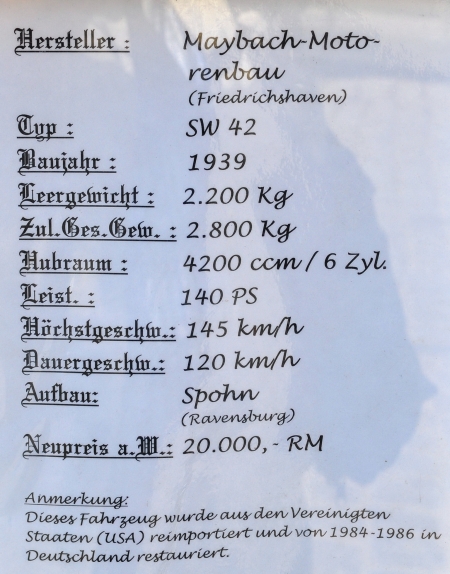 Hersteller : Maybach-Moto-
renbau
(Friedrichshaven)
Typ : SW 42
Baujahr : 1939
Leergewicht : 2.200 Kg
Zul.Ges.Gew. : 2.800 Kg
Hubraum : 4200 ccm / 6 Zyl.
Leist. : 140 PS
Höchstgeschw.: 145 km/h
Dauergeschw.: 120 km/h
Aufbau: Spohn
(Ravensburg)
Neupreis a.W.: 20.000,- RM
Anmerkung:
Dieses Fahrzeug wurde aus den Vereinigten
Staaten (USA) reimportiert und von 1984-1986 in
Deutschland restauriert.